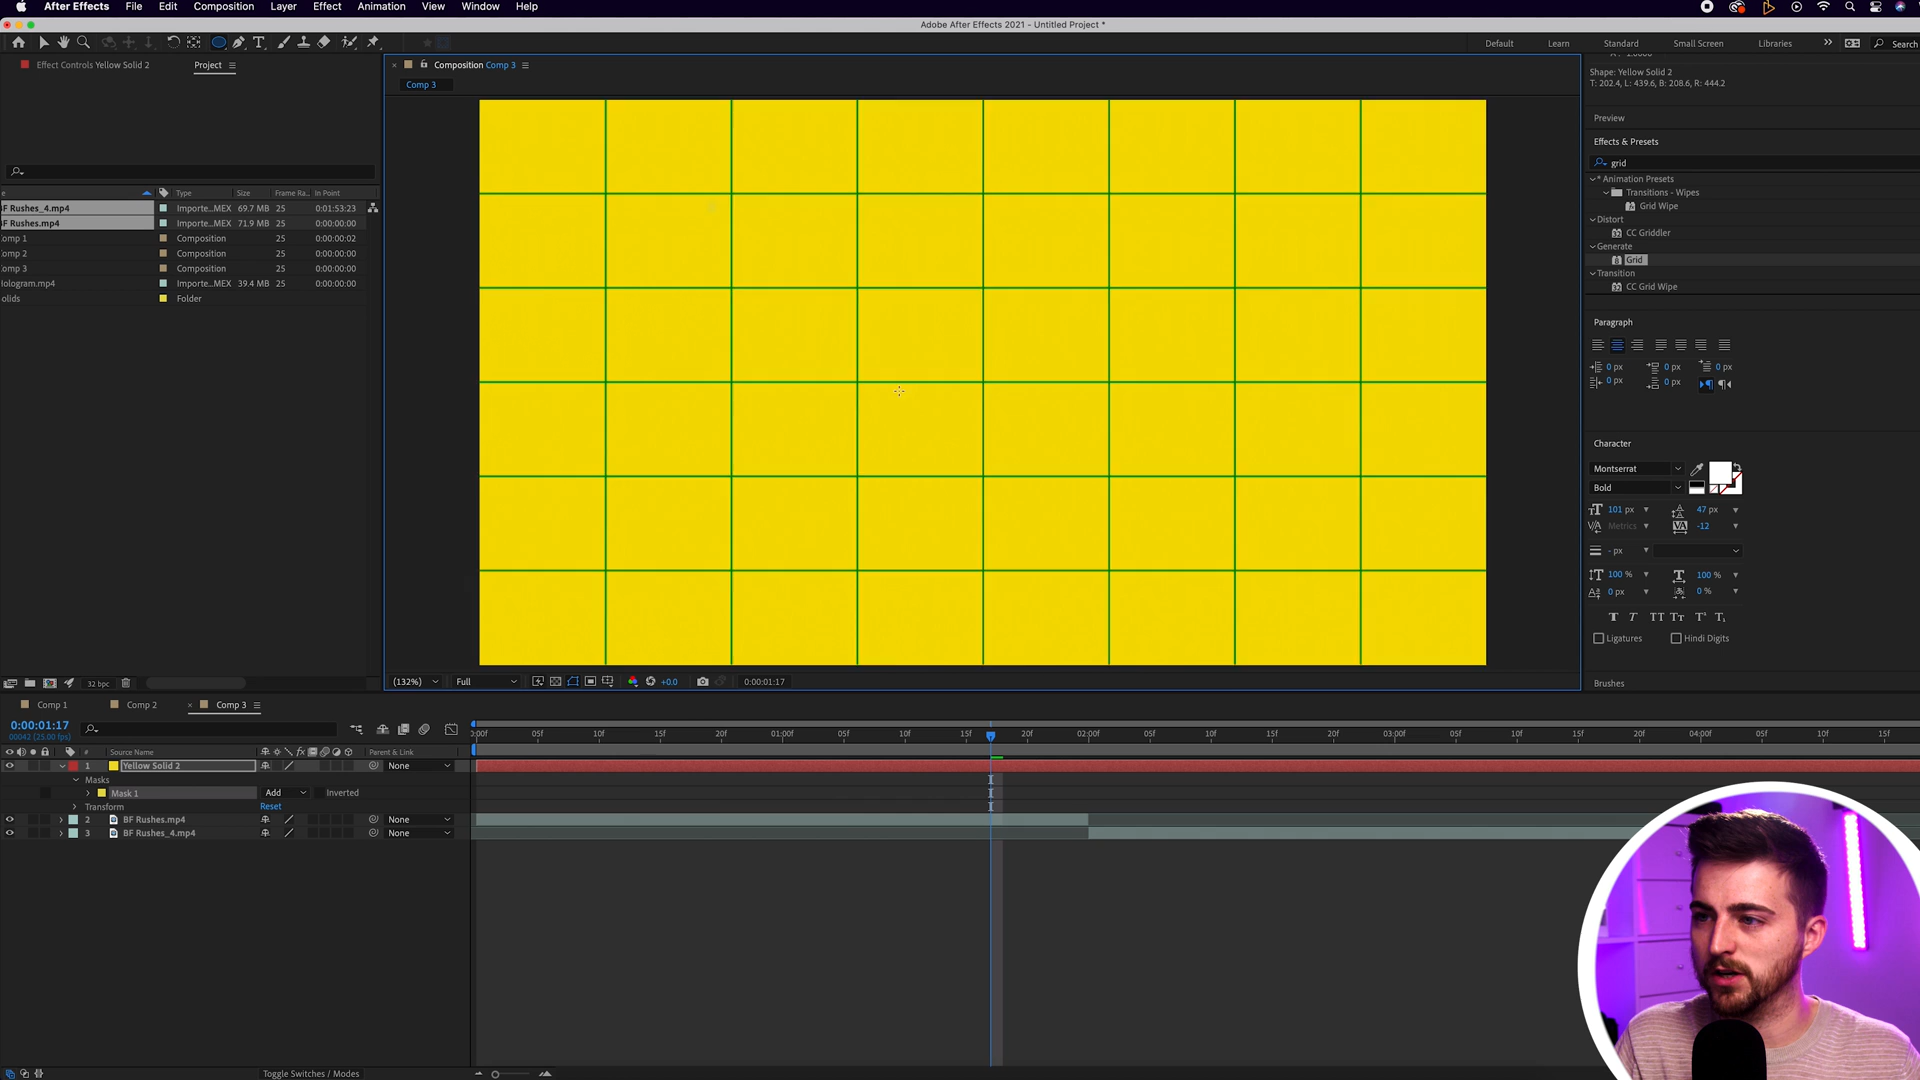 After Effects File Edit Composition Layer Effect Animation View Window Help
Adobe After Effects 2021 - Untitled Project *
Default Learn Standard Small Screen Libraries Search
Effect Controls Yellow Solid 2 Project
Composition Comp 3
Comp 3
Shape: Yellow Solid 2
T: 202.4, L: 439.6, B: 208.6, R: 444.2
Preview
Effects & Presets
grid
* Animation Presets
Transitions - Wipes
Grid Wipe
Distort
CC Griddler
Generate
Grid
Transition
CC Grid Wipe
Type Size Frame Ra... In Point
F Rushes_4.mp4 Importe...MEX 69.7 MB 25 0:01:53:23
F Rushes.mp4 Importe...MEX 71.9 MB 25 0:00:00:00
omp 1 Composition 25 0:00:00:02
omp 2 Composition 25 0:00:00:00
omp 3 Composition 25 0:00:00:00
ologram.mp4 Importe...MEX 39.4 MB 25 0:00:00:00
olids Folder
Paragraph
0 px 0 px 0 px
0 px 0 px
Character
Montserrat
Bold
101 px 47 px
Metrics -12
- px
100 % 100 %
0 px 0 %
Ligatures Hindi Digits
Brushes
32 bpc
(132%) Full +0.0 0:00:01:17
Comp 1 Comp 2 Comp 3
0:00:01:17
00042 (25.00 fps)
# Source Name Parent & Link
:00f 05f 10f 15f 20f 01:00f 05f 10f 15f 20f 02:00f 05f 10f 15f 20f 03:00f 05f 10f 15f 20f 04:00f 05f 10f 15f
1 Yellow Solid 2 None
Masks
Mask 1 Add Inverted
Transform Reset
2 BF Rushes.mp4 None
3 BF Rushes_4.mp4 None
Toggle Switches / Modes